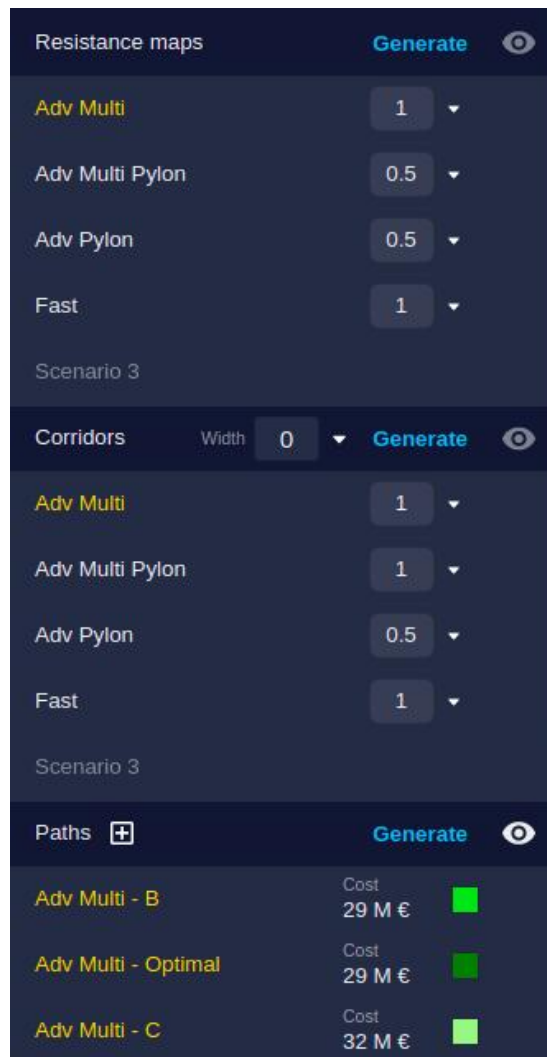 Resistance maps Generate
Adv Multi 1
Adv Multi Pylon 0.5
Adv Pylon 0.5
Fast 1
Scenario 3
Corridors Width 0 Generate
Adv Multi 1
Adv Multi Pylon 1
Adv Pylon 0.5
Fast 1
Scenario 3
Paths Generate
Adv Multi - B Cost
29 M €
Adv Multi - Optimal Cost
29 M €
Adv Multi - C Cost
32 M €